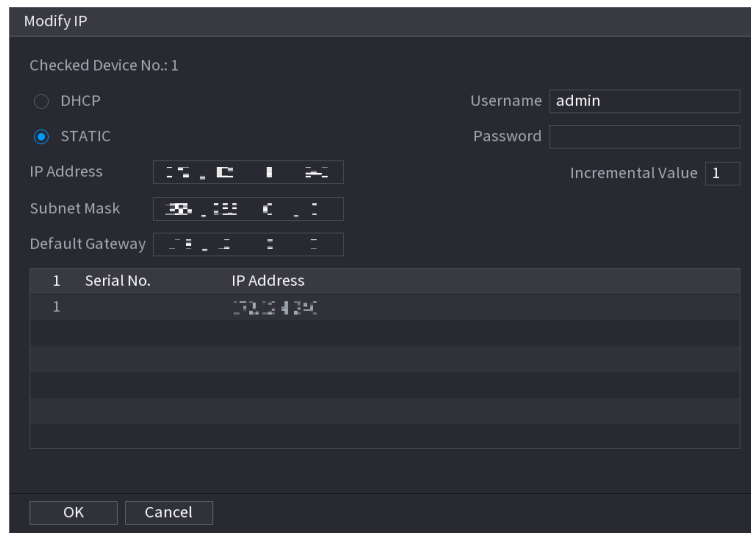 Modify IP
Checked Device No.: 1
DHCP
Username admin
STATIC
Password
IP Address
Incremental Value 1
Subnet Mask
Default Gateway
1 Serial No. IP Address
1
OK Cancel